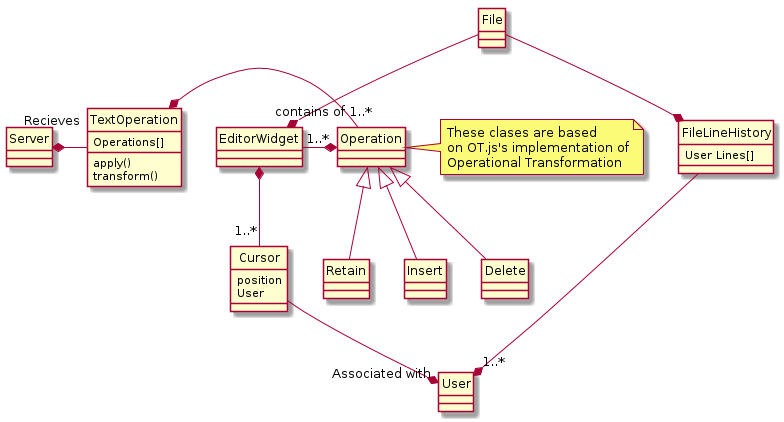 File
contains of 1..*
Recieves
Server
TextOperation
Operations[]
apply()
transform()
EditorWidget
1..*
Operation
These clases are based
on OT.js's implementation of
Operational Transformation
FileLineHistory
User Lines[]
1..*
Cursor
position
User
Retain
Insert
Delete
Associated with
1..*
User